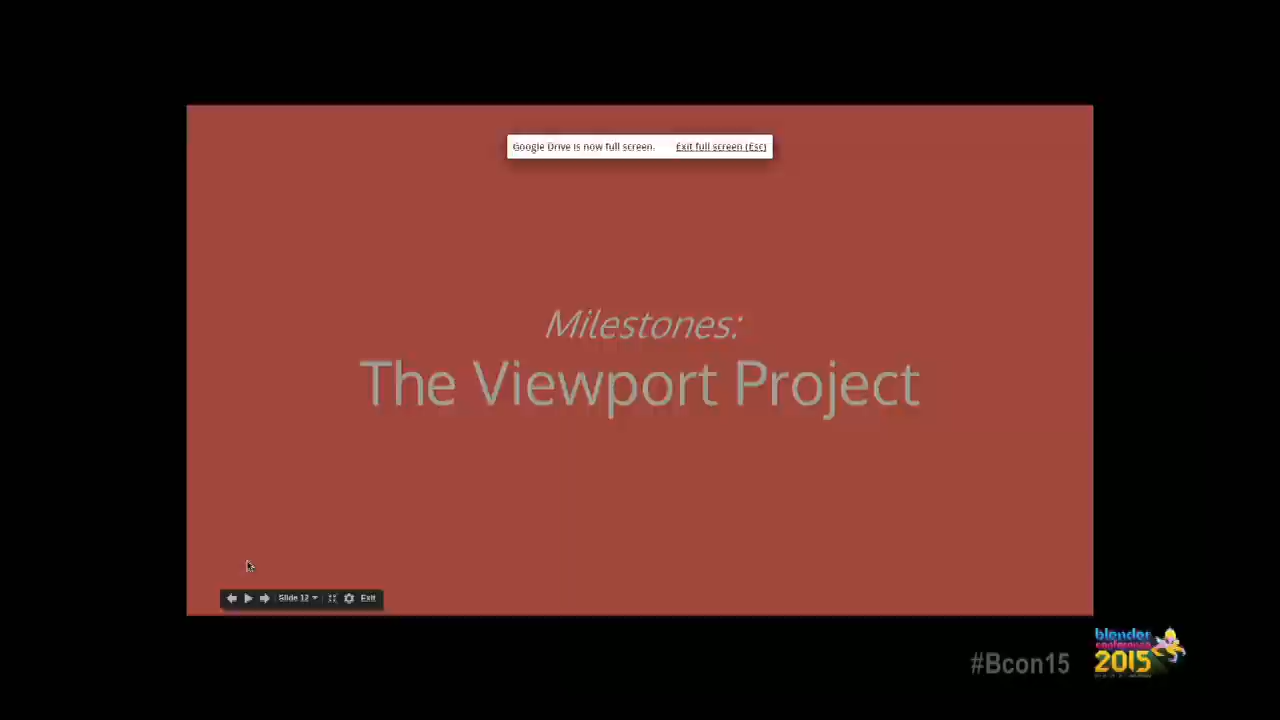 Google Drive is now full screen. Exit full screen (Esc)
Milestones:
The Viewport Project
Slide 12 Exit
#Bcon15
blender
conference
2015